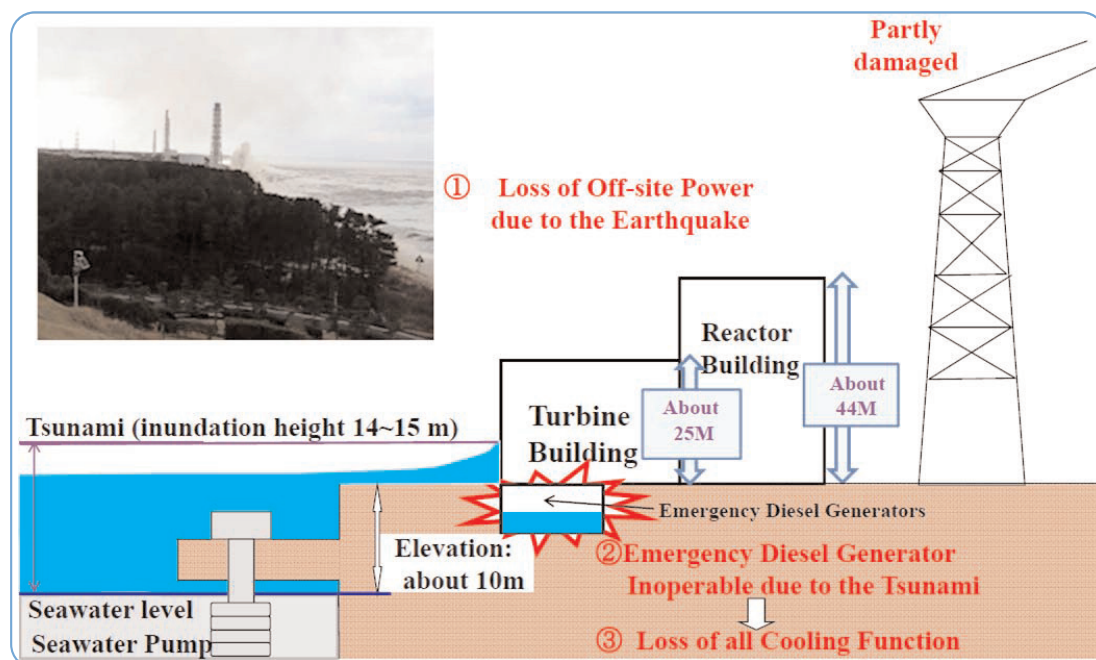 Partly
damaged
① Loss of Off-site Power
due to the Earthquake
Reactor
Building
About
44M
Turbine
Building
About
25M
Tsunami (inundation height 14~15 m)
Emergency Diesel Generators
Elevation:
about 10m
②Emergency Diesel Generator
Inoperable due to the Tsunami
Seawater level
Seawater Pump
③ Loss of all Cooling Function